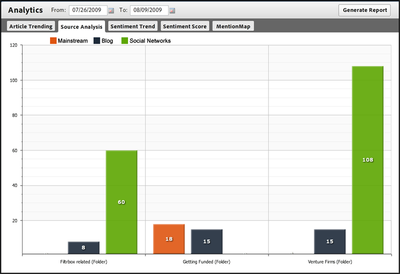 Analytics From: 07/26/2009 To: 08/09/2009 Generate Report
Article Trending Source Analysis Sentiment Trend Sentiment Score MentionMap
Mainstream Blog Social Networks
120
100
80
60
40
20
8 60 18 15 15 108
Filtrbox related (Folder) Getting Funded (Folder) Venture Firms (Folder)